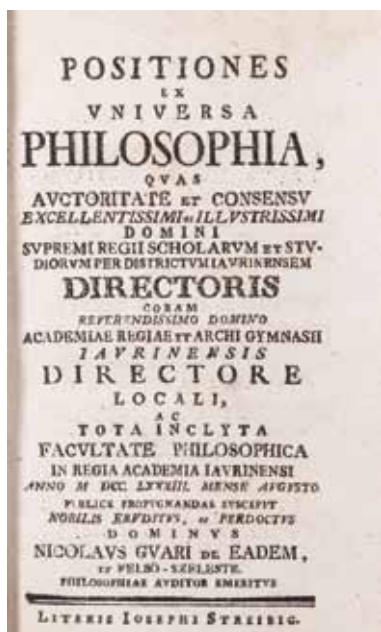 POSITIONES
EX
VNIVERSA
PHILOSOPHIA,
QVAS
AVCTORITATE ET CONSENSV
EXCELLENTISSIMI ac ILLVSTRISSIMI
DOMINI
SVPREMI REGII SCHOLARVM ET STV-
DIORVM PER DISTRICTVM IAVRINENSEM
DIRECTORIS
CORAM
REVERENDISSIMO DOMINO
ACADEMIAE REGIAE ET ARCHI GYMNASII
IAVRINENSIS
DIRECTORE
LOCALI,
AC
TOTA INCLYTA
FACVLTATE PHILOSOPHICA
IN REGIA ACADEMIA IAVRINENSI
ANNO M DCC. LXXXIII. MENSE AVGVSTO
PVBLICE PROPVGNANDAS SVSCEPIT
NOBILIS ERVDITVS, ac PERDOCTVS
DOMINVS
NICOLAVS GVARI DE EADEM,
ET FELSO-SZELESTE.
PHILOSOPHIAE AVDITOR EMERITVS
LITERIS IOSEPHI STREIBIG.